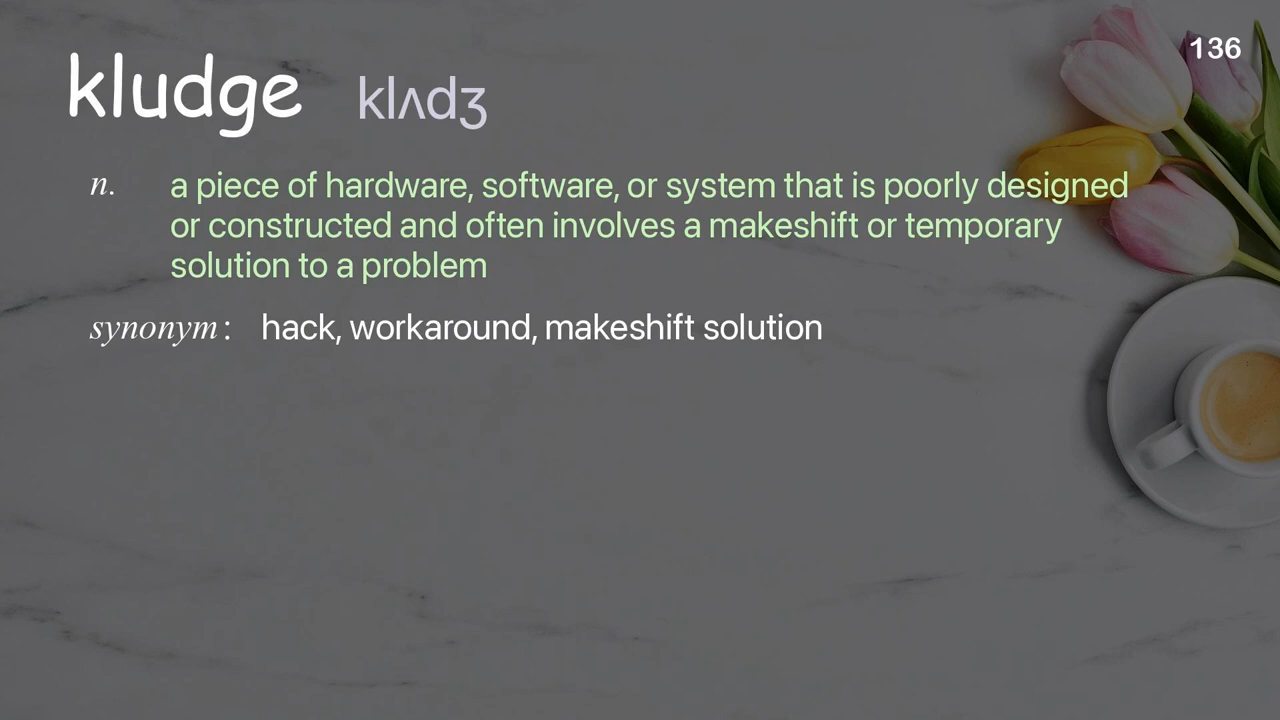 kludge klʌdʒ
136
n. a piece of hardware, software, or system that is poorly designed
or constructed and often involves a makeshift or temporary
solution to a problem
synonym: hack, workaround, makeshift solution